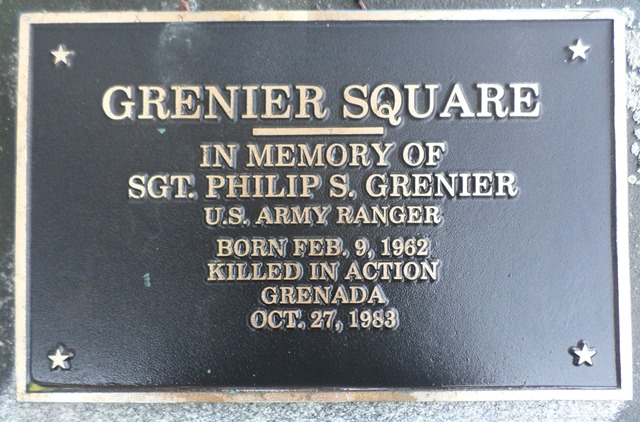 GRENIER SQUARE
IN MEMORY OF
SGT. PHILIP S. GRENIER
U.S. ARMY RANGER
BORN FEB. 9, 1962
KILLED IN ACTION
GRENADA
OCT. 27, 1983